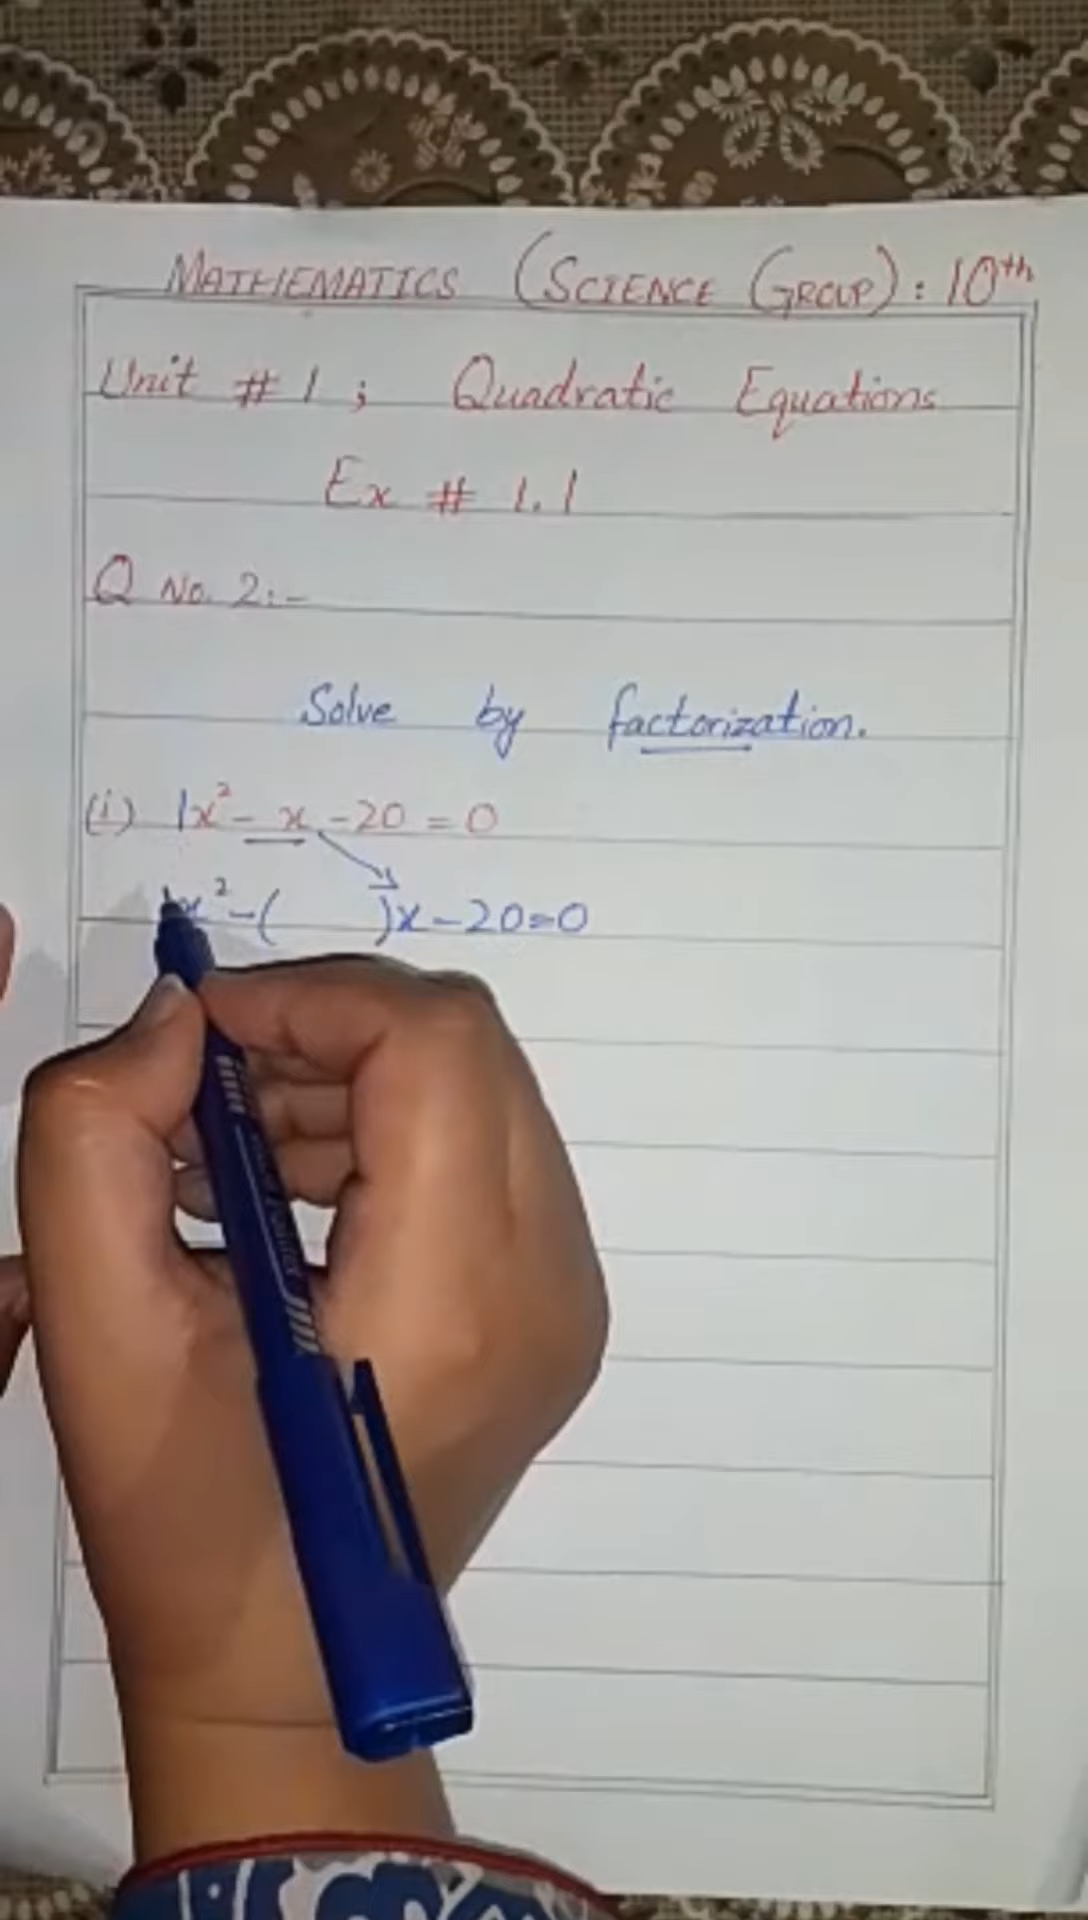 MATHEMATICS (SCIENCE GROUP): 10th
Unit # 1 ; Quadratic Equations
Ex # 1.1
Q No. 2:-
Solve by factorization.
(i) 1x² - x - 20 = 0
x² - ( )x - 20 = 0